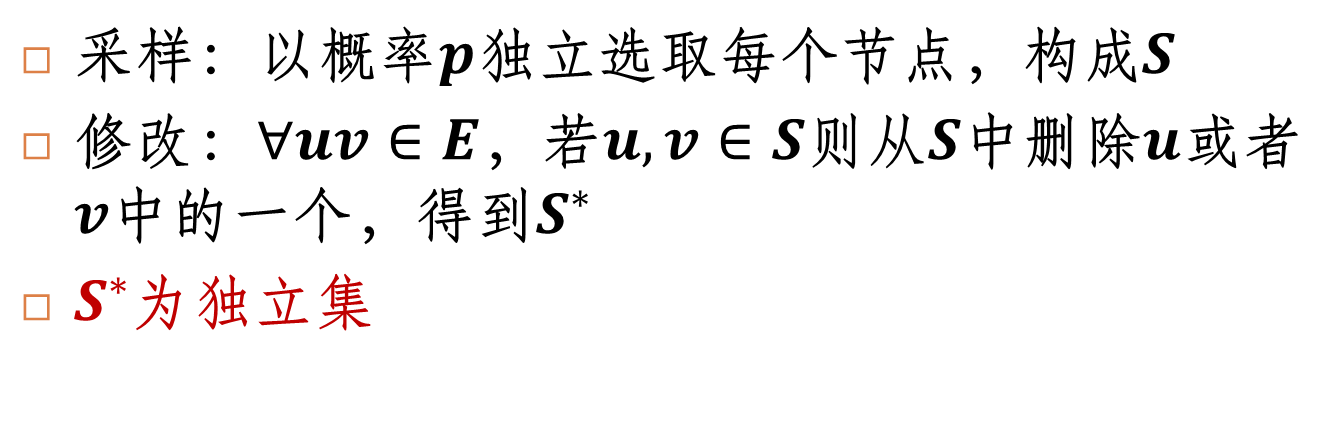 □ 采样：以概率p独立选取每个节点，构成S
□ 修改：∀uv ∈ E，若u, v ∈ S则从S中删除u或者
v中的一个，得到S*
□ S*为独立集